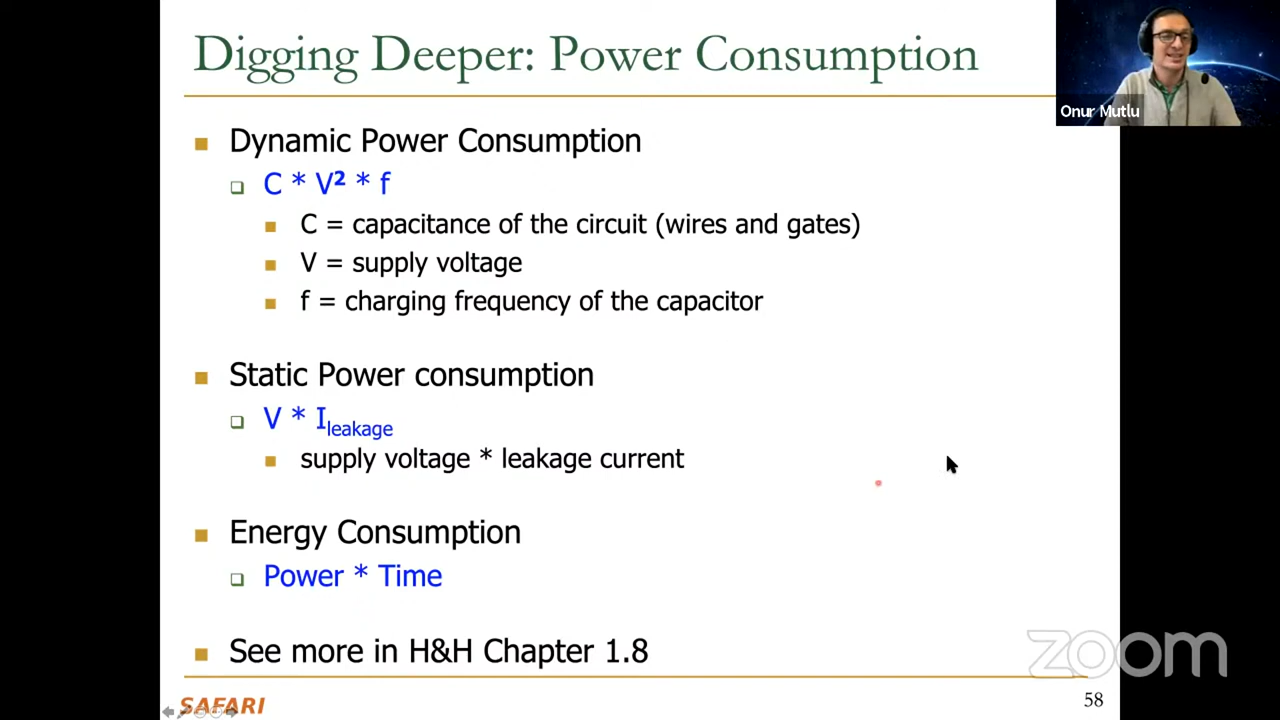 Digging Deeper: Power Consumption
Onur Mutlu
Dynamic Power Consumption
C * V² * f
C = capacitance of the circuit (wires and gates)
V = supply voltage
f = charging frequency of the capacitor
Static Power consumption
V * Ileakage
supply voltage * leakage current
Energy Consumption
Power * Time
See more in H&H Chapter 1.8
zoom
SAFARI
58